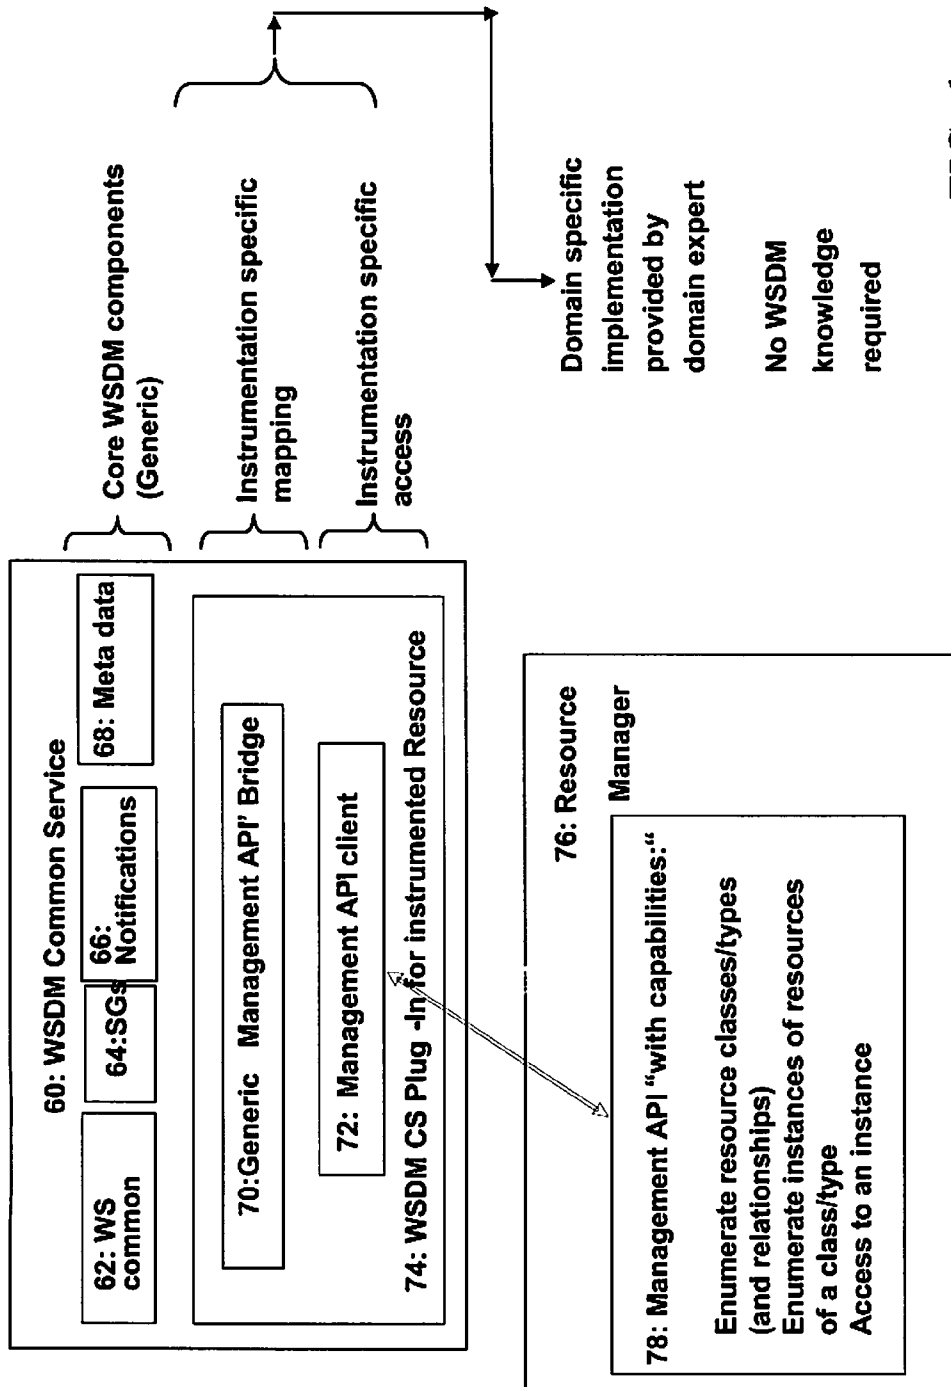 60: WSDM Common Service
62: WS
common
64:SGs
66:
Notifications
68: Meta data
70:Generic Management API' Bridge
72: Management API client
74: WSDM CS Plug -In for instrumented Resource
Core WSDM components
(Generic)
Instrumentation specific
mapping
Instrumentation specific
access
Domain specific
implementation
provided by
domain expert
No WSDM
knowledge
required
76: Resource
Manager
78: Management API “with capabilities:“
Enumerate resource classes/types
(and relationships)
Enumerate instances of resources
of a class/type
Access to an instance